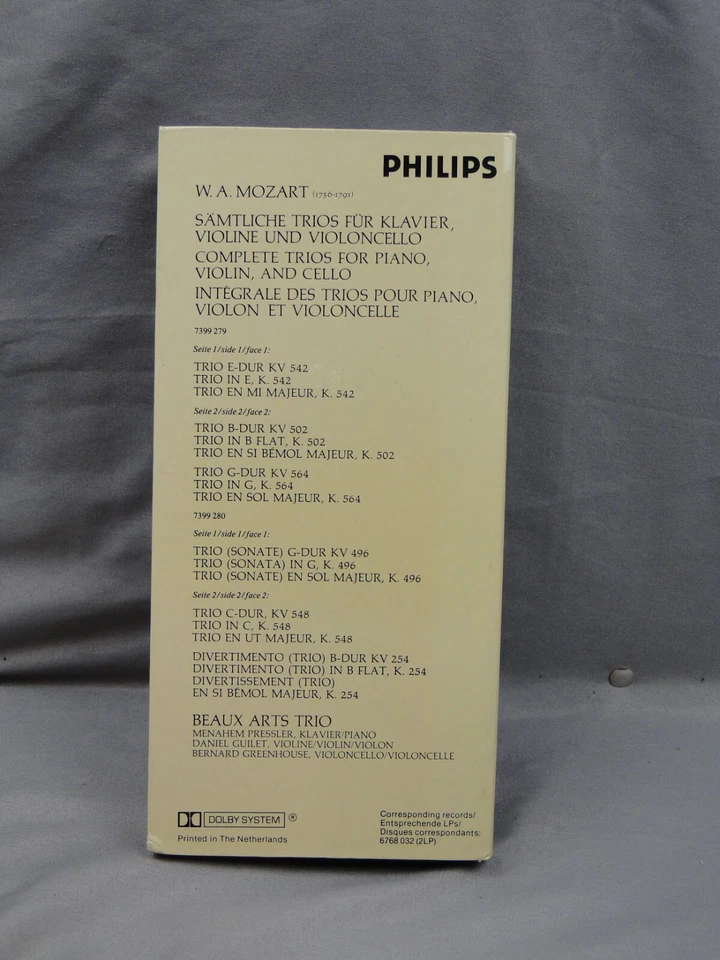 PHILIPS
W. A. MOZART (1756-1791)
SÄMTLICHE TRIOS FÜR KLAVIER,
VIOLINE UND VIOLONCELLO
COMPLETE TRIOS FOR PIANO,
VIOLIN, AND CELLO
INTÉGRALE DES TRIOS POUR PIANO,
VIOLON ET VIOLONCELLE
7399 279
Seite 1/side 1/face 1:
TRIO E-DUR KV 542
TRIO IN E, K. 542
TRIO EN MI MAJEUR, K. 542
Seite 2/side 2/face 2:
TRIO B-DUR KV 502
TRIO IN B FLAT, K. 502
TRIO EN SI BÉMOL MAJEUR, K. 502
TRIO G-DUR KV 564
TRIO IN G, K. 564
TRIO EN SOL MAJEUR, K. 564
7399 280
Seite 1/side 1/face 1:
TRIO (SONATE) G-DUR KV 496
TRIO (SONATA) IN G, K. 496
TRIO (SONATE) EN SOL MAJEUR, K. 496
Seite 2/side 2/face 2:
TRIO C-DUR, KV 548
TRIO IN C, K. 548
TRIO EN UT MAJEUR, K. 548
DIVERTIMENTO (TRIO) B-DUR KV 254
DIVERTIMENTO (TRIO) IN B FLAT, K. 254
DIVERTISSEMENT (TRIO)
EN SI BÉMOL MAJEUR, K. 254
BEAUX ARTS TRIO
MENAHEM PRESSLER, KLAVIER/PIANO
DANIEL GUILET, VIOLINE/VIOLIN/VIOLON
BERNARD GREENHOUSE, VIOLONCELLO/VIOLONCELLE
DOLBY SYSTEM ®
Printed in The Netherlands
Corresponding records/
Entsprechende LPs/
Disques correspondants:
6768 032 (2LP)